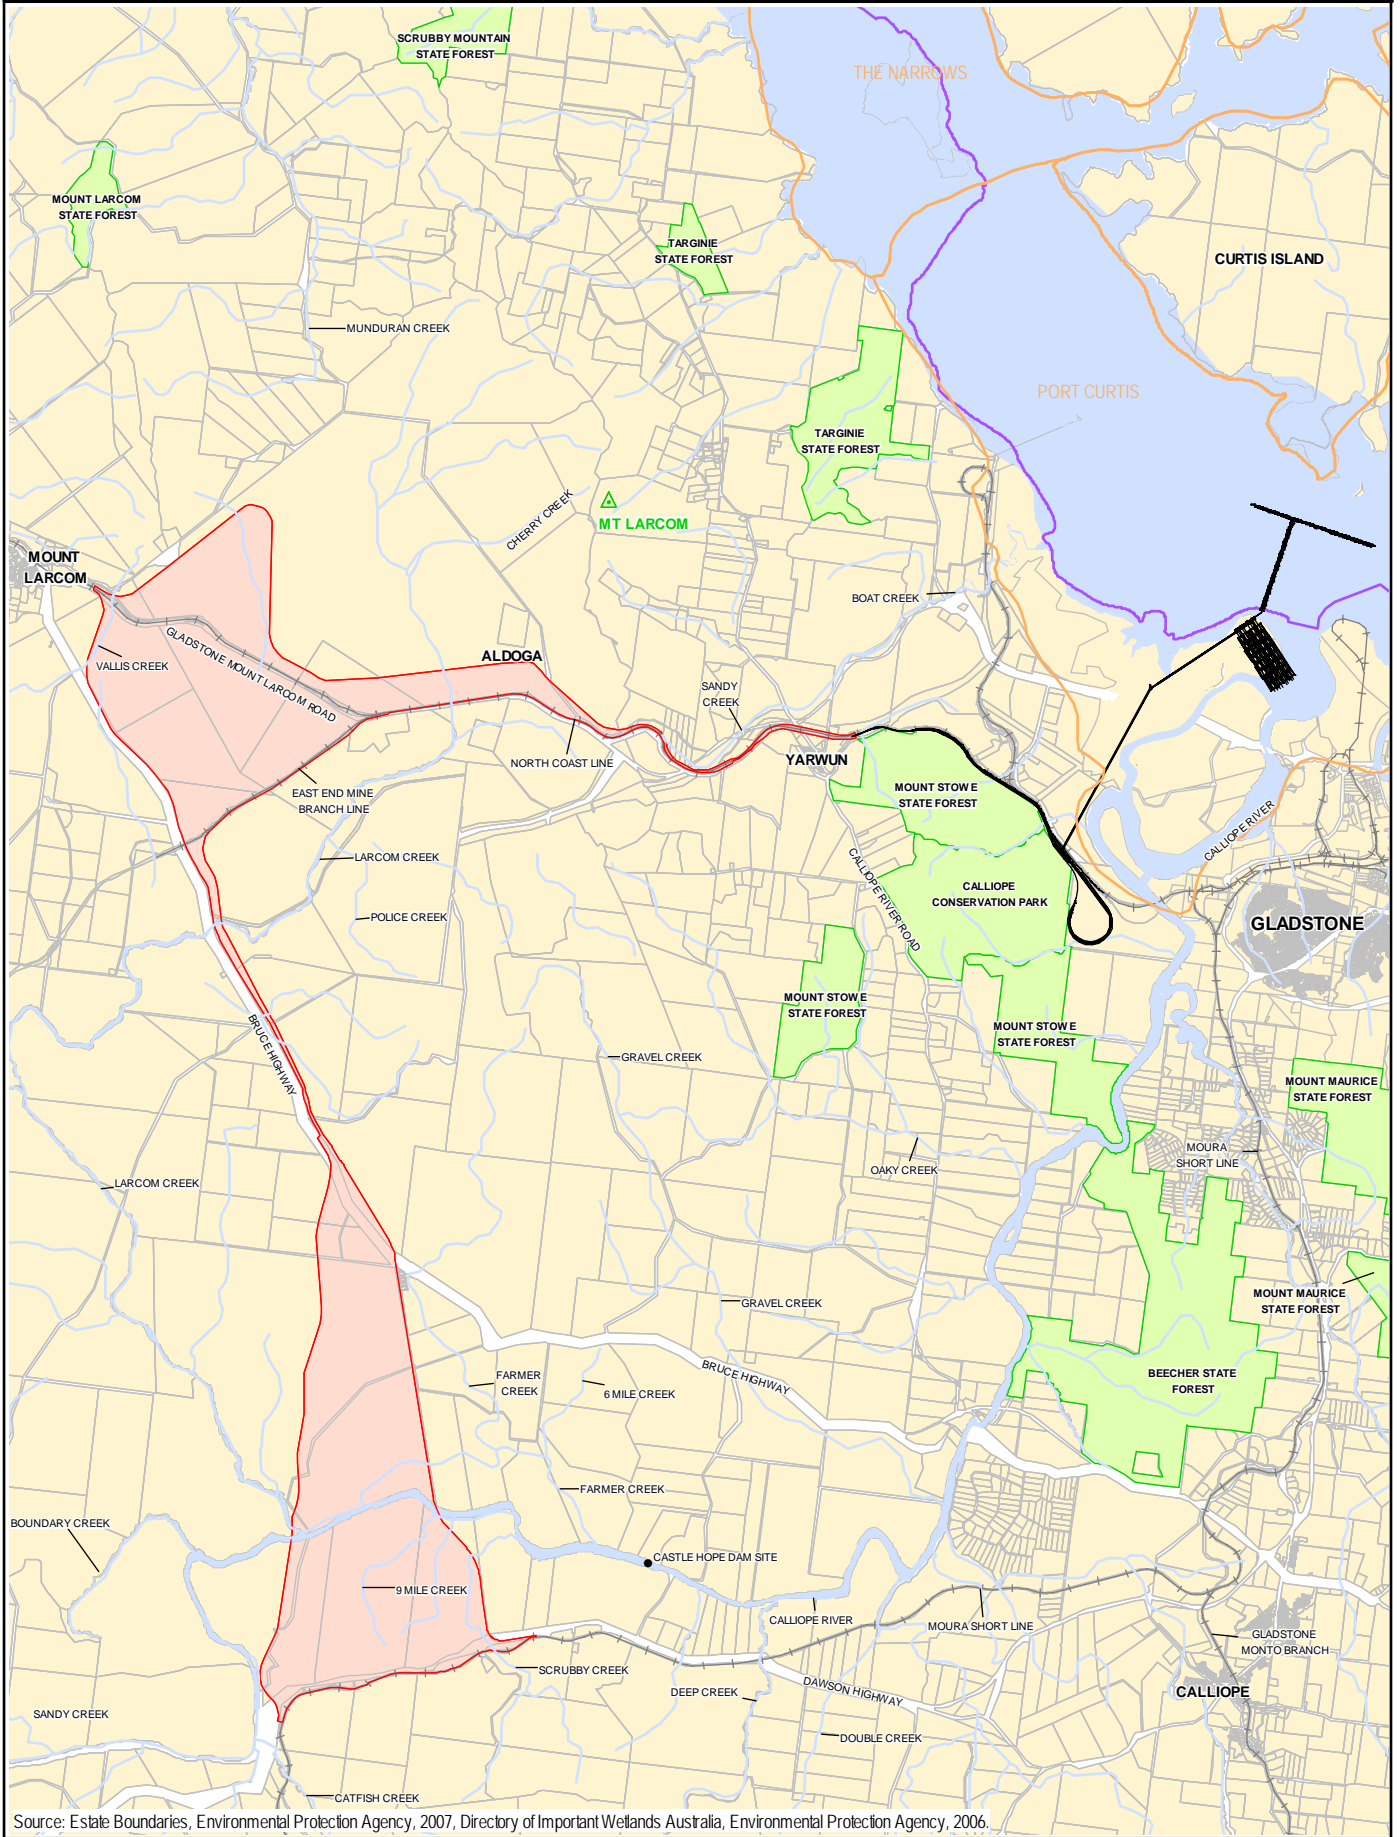 SCRUBBY MOUNTAIN
STATE FOREST
THE NARROWS
MOUNT LARCOM
STATE FOREST
TARGINIE
STATE FOREST
CURTIS ISLAND
MUNDURAN CREEK
PORT CURTIS
TARGINIE
STATE FOREST
CHERRY CREEK
MT LARCOM
MOUNT
LARCOM
BOAT CREEK
GLADSTONE MOUNT LARCOM ROAD
VALLIS CREEK
ALDOGA
SANDY
CREEK
NORTH COAST LINE
YARWUN
EAST END MINE
BRANCH LINE
MOUNT STOWE
STATE FOREST
CALLIOPE RIVER
LARCOM CREEK
CALLIOPE RIVER ROAD
CALLIOPE
CONSERVATION PARK
POLICE CREEK
GLADSTONE
MOUNT STOWE
STATE FOREST
BRUCE HIGHWAY
MOUNT STOWE
STATE FOREST
GRAVEL CREEK
MOUNT MAURICE
STATE FOREST
MOURA
SHORT LINE
OAKY CREEK
LARCOM CREEK
GRAVEL CREEK
MOUNT MAURICE
STATE FOREST
BRUCE HIGHWAY
FARMER
CREEK
6 MILE CREEK
BEECHER STATE
FOREST
FARMER CREEK
BOUNDARY CREEK
CASTLE HOPE DAM SITE
9 MILE CREEK
CALLIOPE RIVER
MOURA SHORT LINE
GLADSTONE
MONTO BRANCH
SCRUBBY CREEK
DEEP CREEK
DAWSON HIGHWAY
CALLIOPE
SANDY CREEK
DOUBLE CREEK
CATFISH CREEK
Source: Estate Boundaries, Environmental Protection Agency, 2007, Directory of Important Wetlands Australia, Environmental Protection Agency, 2006.